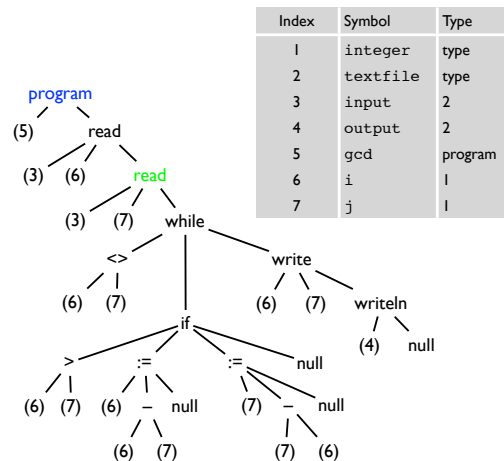 Index Symbol Type
1 integer type
2 textfile type
3 input 2
4 output 2
5 gcd program
6 i 1
7 j 1
program
(5) read
(3) (6) read
(3) (7) while
<> write
(6) (7) (6) (7) writeln
if (4) null
> := := null
(6) (7) (6) – null (7) – null
(6) (7) (7) (6)